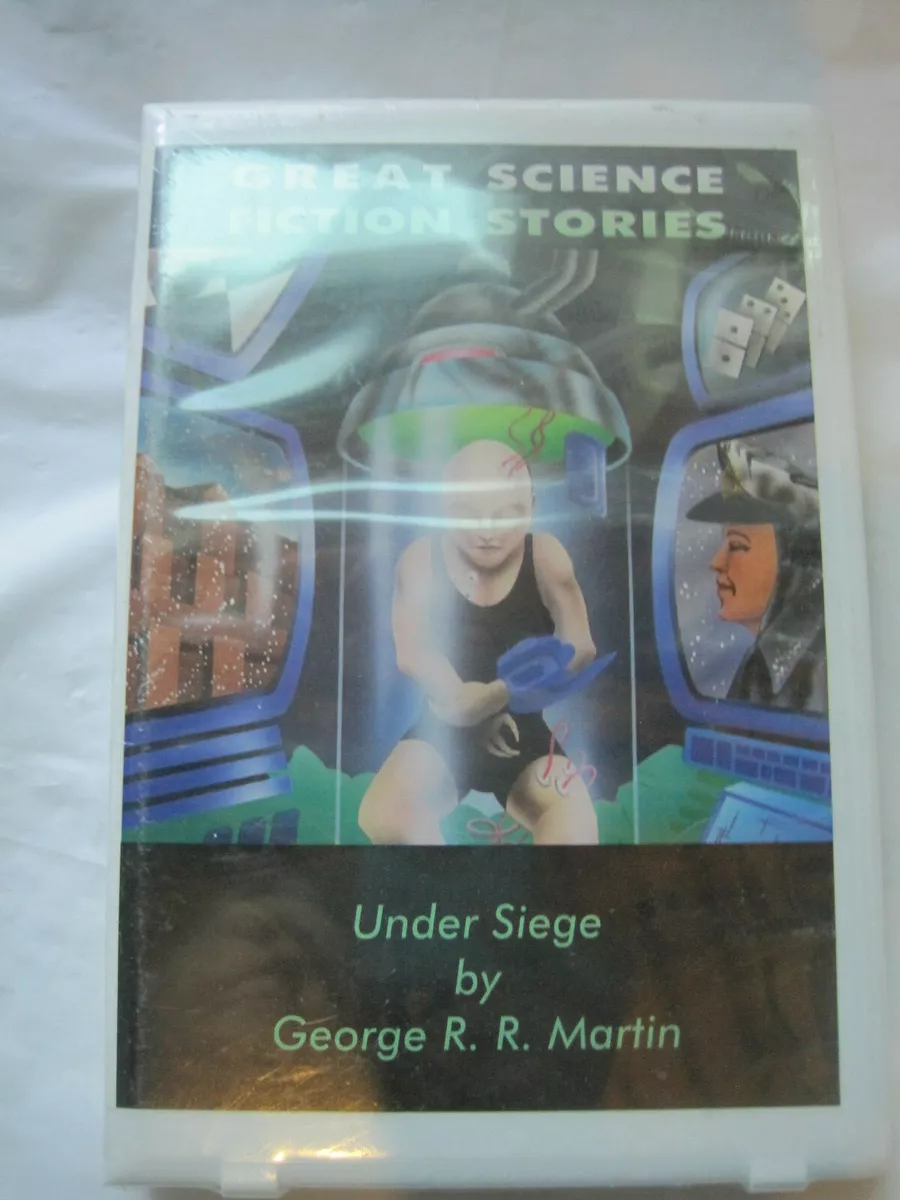 GREAT SCIENCE
FICTION STORIES
Under Siege
by
George R. R. Martin